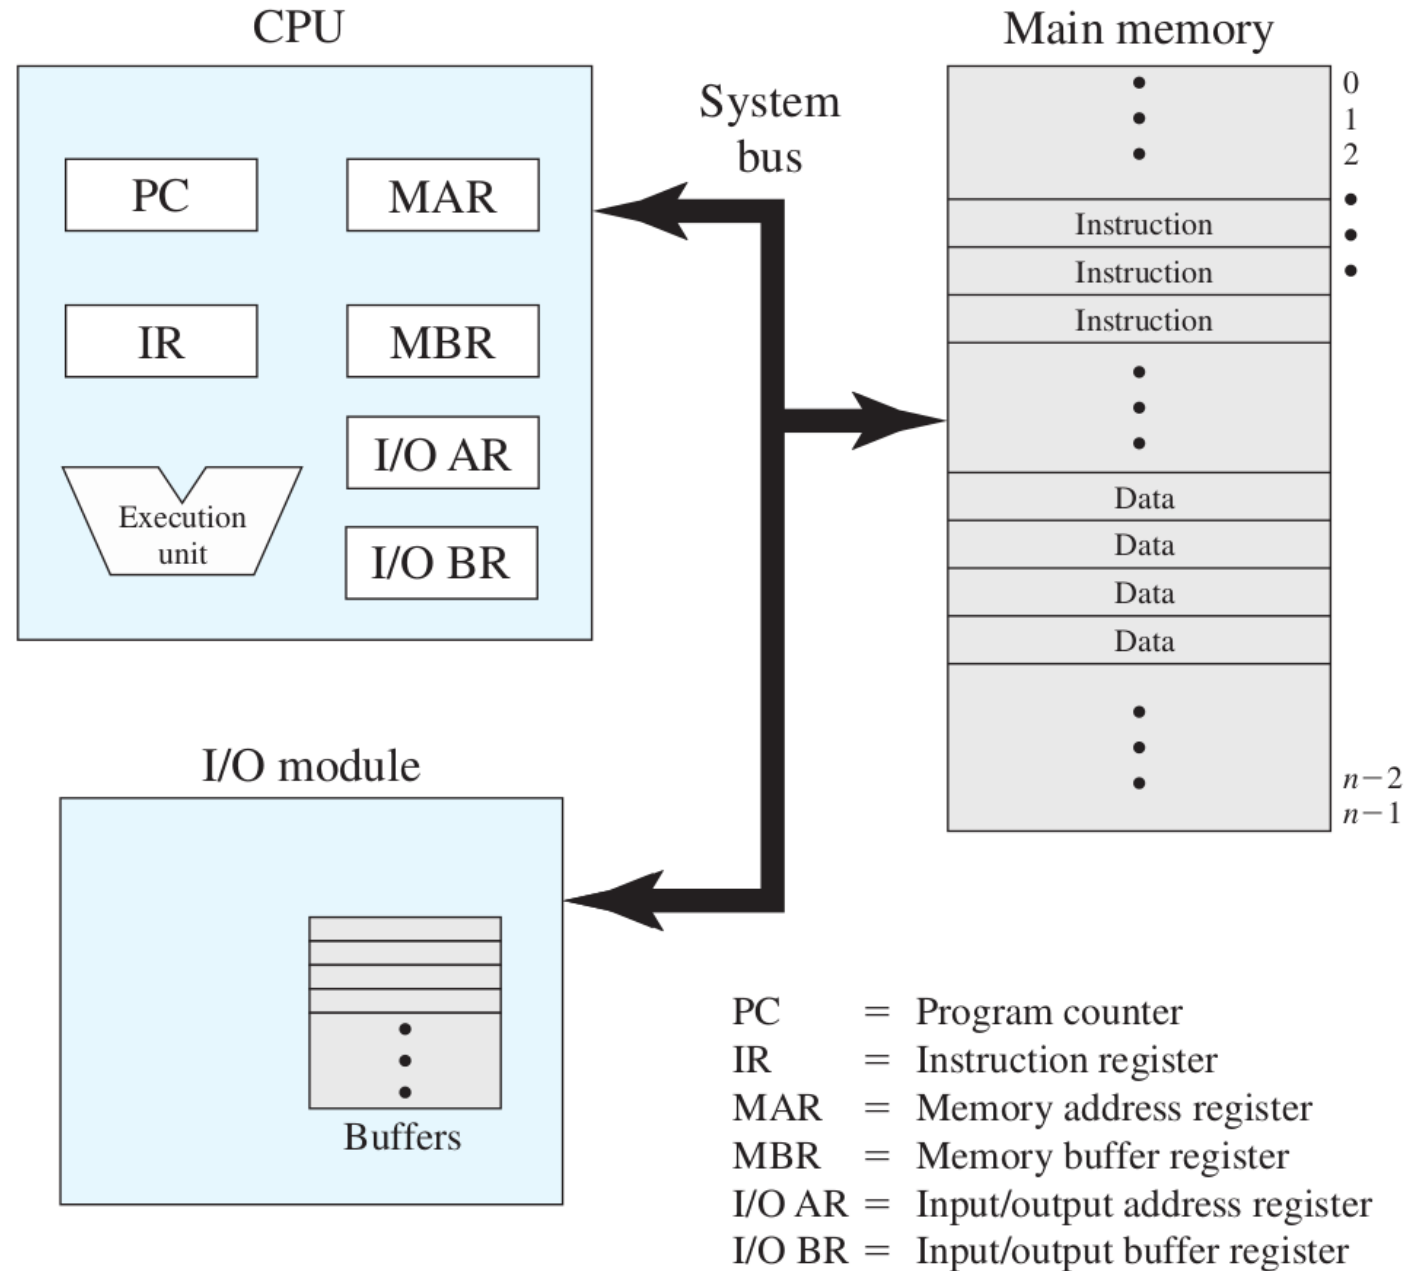 CPU
PC
MAR
IR
MBR
I/O AR
Execution
unit
I/O BR
System
bus
Main memory
0
1
2
Instruction
Instruction
Instruction
Data
Data
Data
Data
n−2
n−1
I/O module
Buffers
PC = Program counter
IR = Instruction register
MAR = Memory address register
MBR = Memory buffer register
I/O AR = Input/output address register
I/O BR = Input/output buffer register